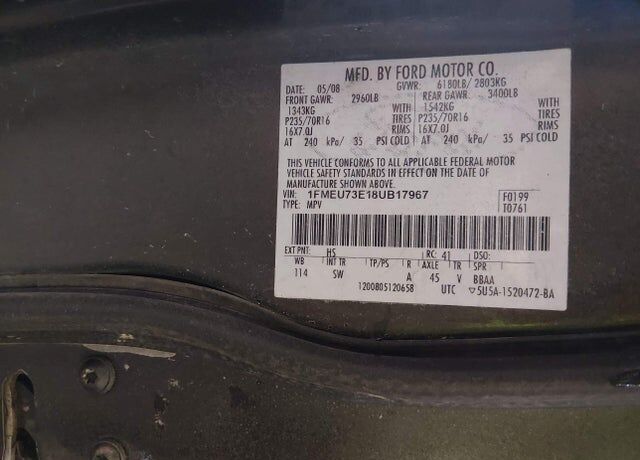 MFD. BY FORD MOTOR CO.
DATE: 05/08 GVWR: 6180LB/ 2803KG
FRONT GAWR: 2960LB REAR GAWR: 3400LB
1343KG WITH 1542KG WITH
P235/70R16 TIRES P235/70R16 TIRES
16X7.0J RIMS 16X7.0J RIMS
AT 240 kPa/ 35 PSI COLD AT 240 kPa/ 35 PSI COLD
THIS VEHICLE CONFORMS TO ALL APPLICABLE FEDERAL MOTOR
VEHICLE SAFETY STANDARDS IN EFFECT ON THE DATE OF
MANUFACTURE SHOWN ABOVE.
VIN: 1FMEU73E18UB17967 F0199
TYPE: MPV T0761
EXT PNT: HS RC: 41 DSO:
WB INT TR TP/PS R AXLE TR SPR
114 SW A 45 V BBAA
1200805120658 UTC ▽5U5A-1520472-BA